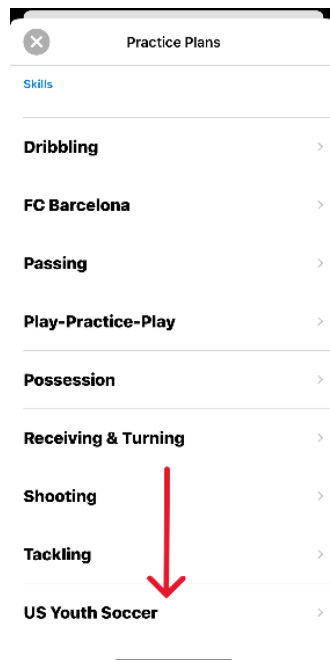 Practice Plans
Skills
Dribbling
FC Barcelona
Passing
Play-Practice-Play
Possession
Receiving & Turning
Shooting
Tackling
US Youth Soccer